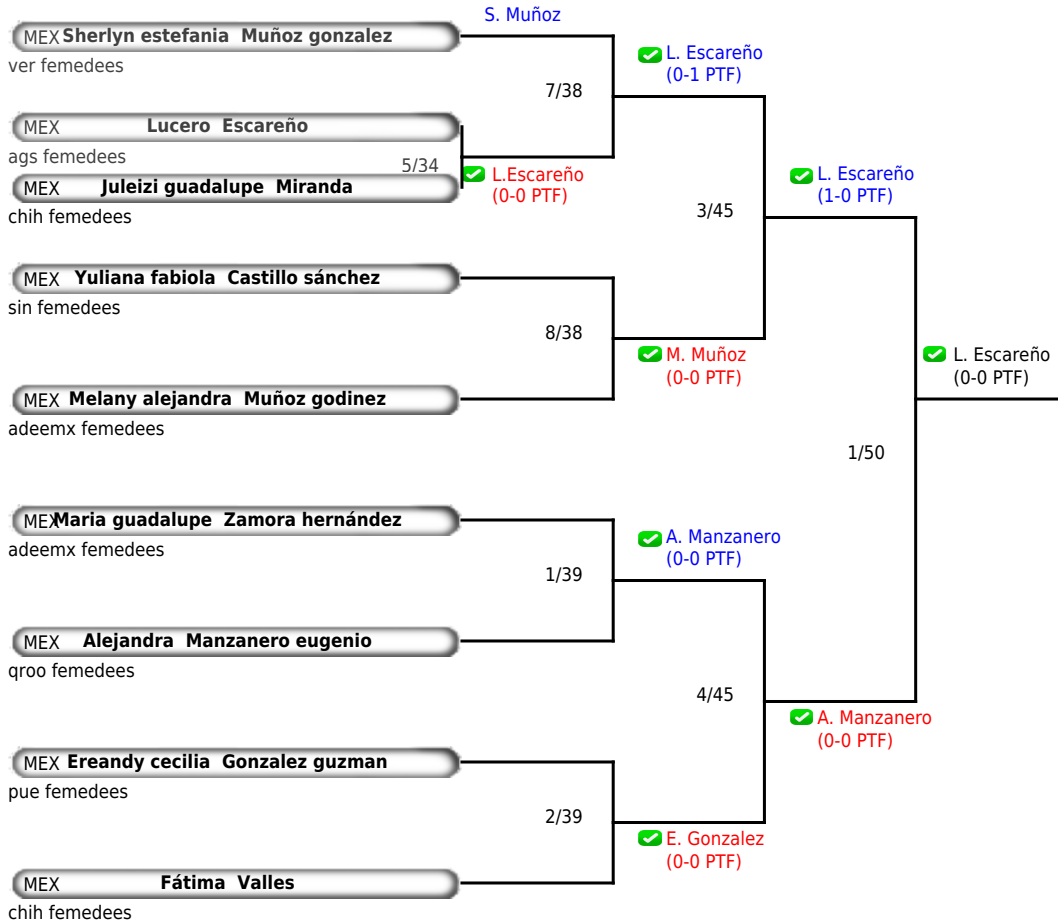 S. Muñoz
MEX Sherlyn estefania Muñoz gonzalez
ver femedees
L. Escareño
(0-1 PTF)
7/38
MEX Lucero Escareño
ags femedees
5/34
L.Escareño
(0-0 PTF)
MEX Juleizi guadalupe Miranda
chih femedees
L. Escareño
(1-0 PTF)
3/45
MEX Yuliana fabiola Castillo sánchez
sin femedees
8/38
M. Muñoz
(0-0 PTF)
L. Escareño
(0-0 PTF)
MEX Melany alejandra Muñoz godinez
adeemx femedees
1/50
MEX Maria guadalupe Zamora hernández
adeemx femedees
A. Manzanero
(0-0 PTF)
1/39
MEX Alejandra Manzanero eugenio
qroo femedees
4/45
A. Manzanero
(0-0 PTF)
MEX Ereandy cecilia Gonzalez guzman
pue femedees
2/39
E. Gonzalez
(0-0 PTF)
MEX Fátima Valles
chih femedees